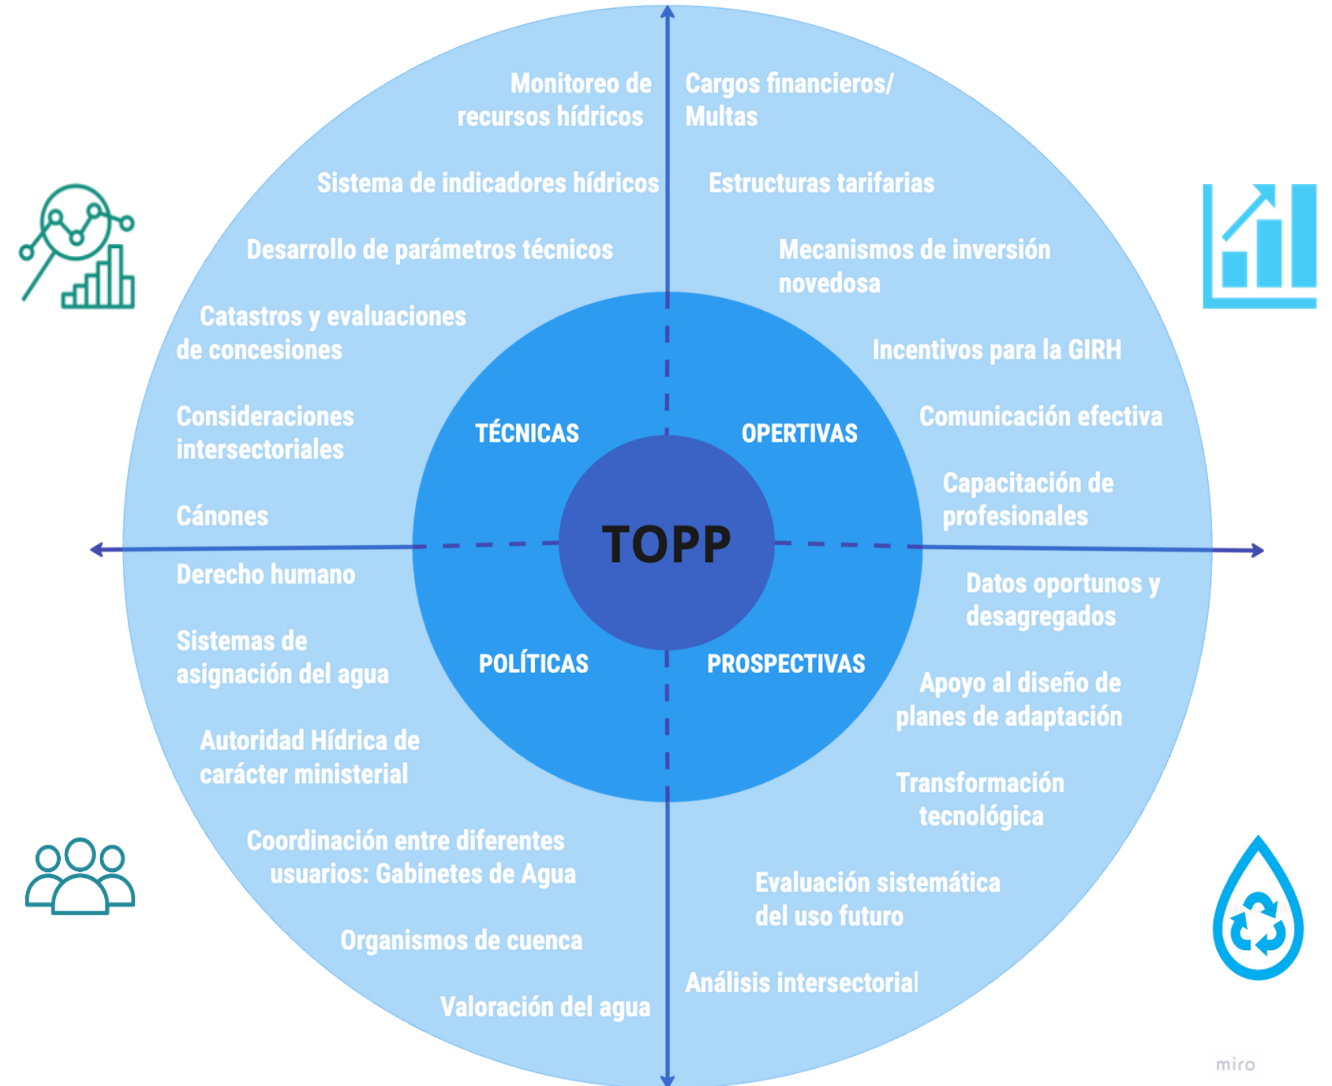 Monitoreo de
recursos hídricos
Sistema de indicadores hídricos
Desarrollo de parámetros técnicos
Catastros y evaluaciones
de concesiones
Consideraciones
intersectoriales
Cánones
Cargos financieros/
Multas
Estructuras tarifarias
Mecanismos de inversión
novedosa
Incentivos para la GIRH
Comunicación efectiva
Capacitación de
profesionales
TÉCNICAS
OPERTIVAS
TOPP
POLÍTICAS
PROSPECTIVAS
Derecho humano
Sistemas de
asignación del agua
Autoridad Hídrica de
carácter ministerial
Coordinación entre diferentes
usuarios: Gabinetes de Agua
Organismos de cuenca
Valoración del agua
Datos oportunos y
desagregados
Apoyo al diseño de
planes de adaptación
Transformación
tecnológica
Evaluación sistemática
del uso futuro
Análisis intersectorial
miro